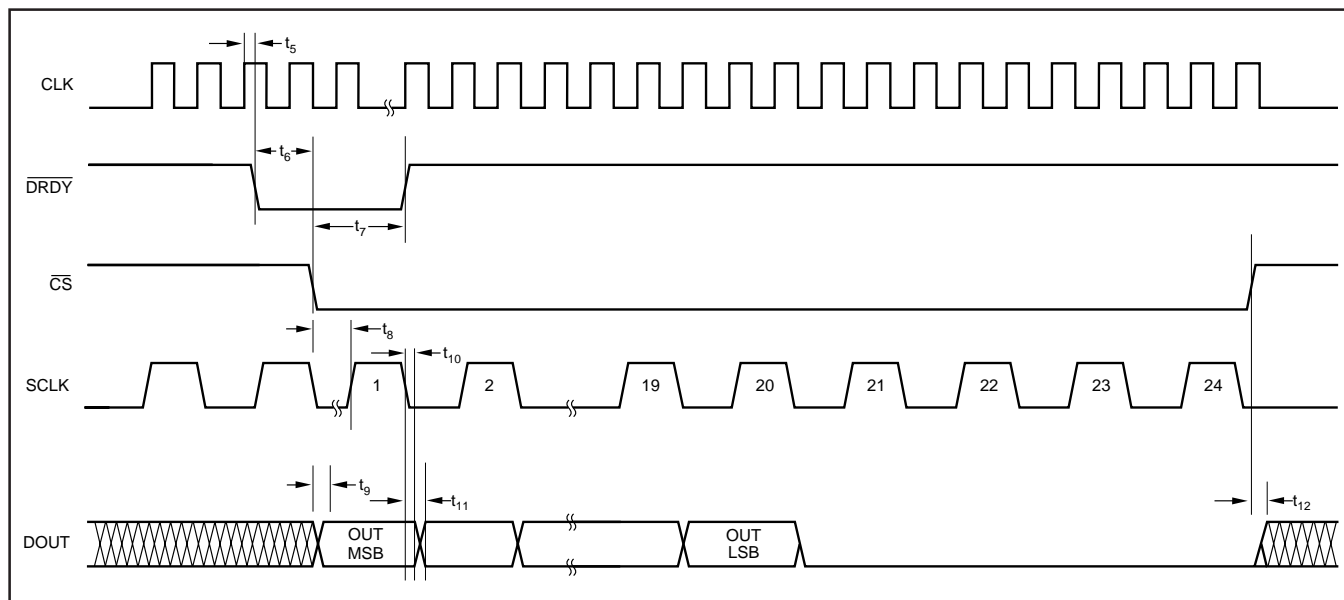 t5
CLK
t6
DRDY
t7
CS
t8
t10
SCLK
1
2
19
20
21
22
23
24
t9
t11
t12
DOUT
OUT
MSB
OUT
LSB